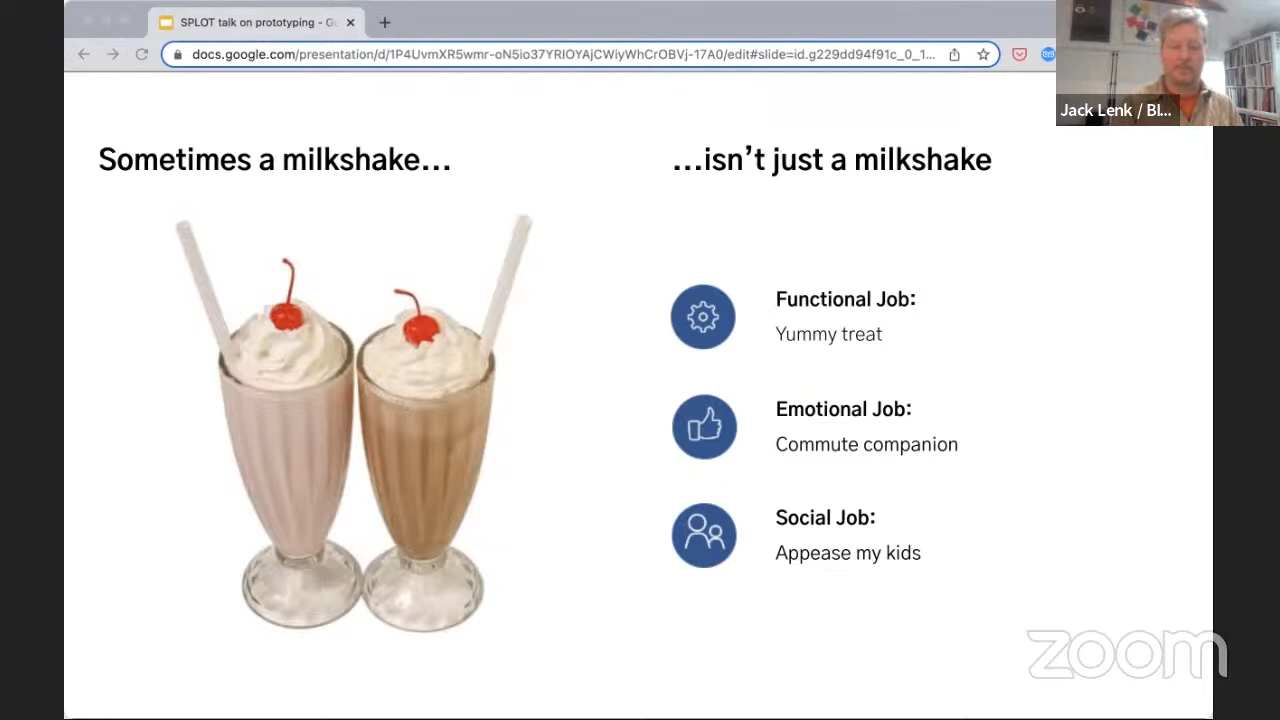 SPLOT talk on prototyping - Go
docs.google.com/presentation/d/1P4UvmXR5wmr-oN5io37YRIOYAjCWiyWhCrOBVj-17A0/edit#slide=id.g229dd94f91c_0_1...
Jack Lenk / Bl...
Sometimes a milkshake...
...isn’t just a milkshake
Functional Job:
Yummy treat
Emotional Job:
Commute companion
Social Job:
Appease my kids
zoom